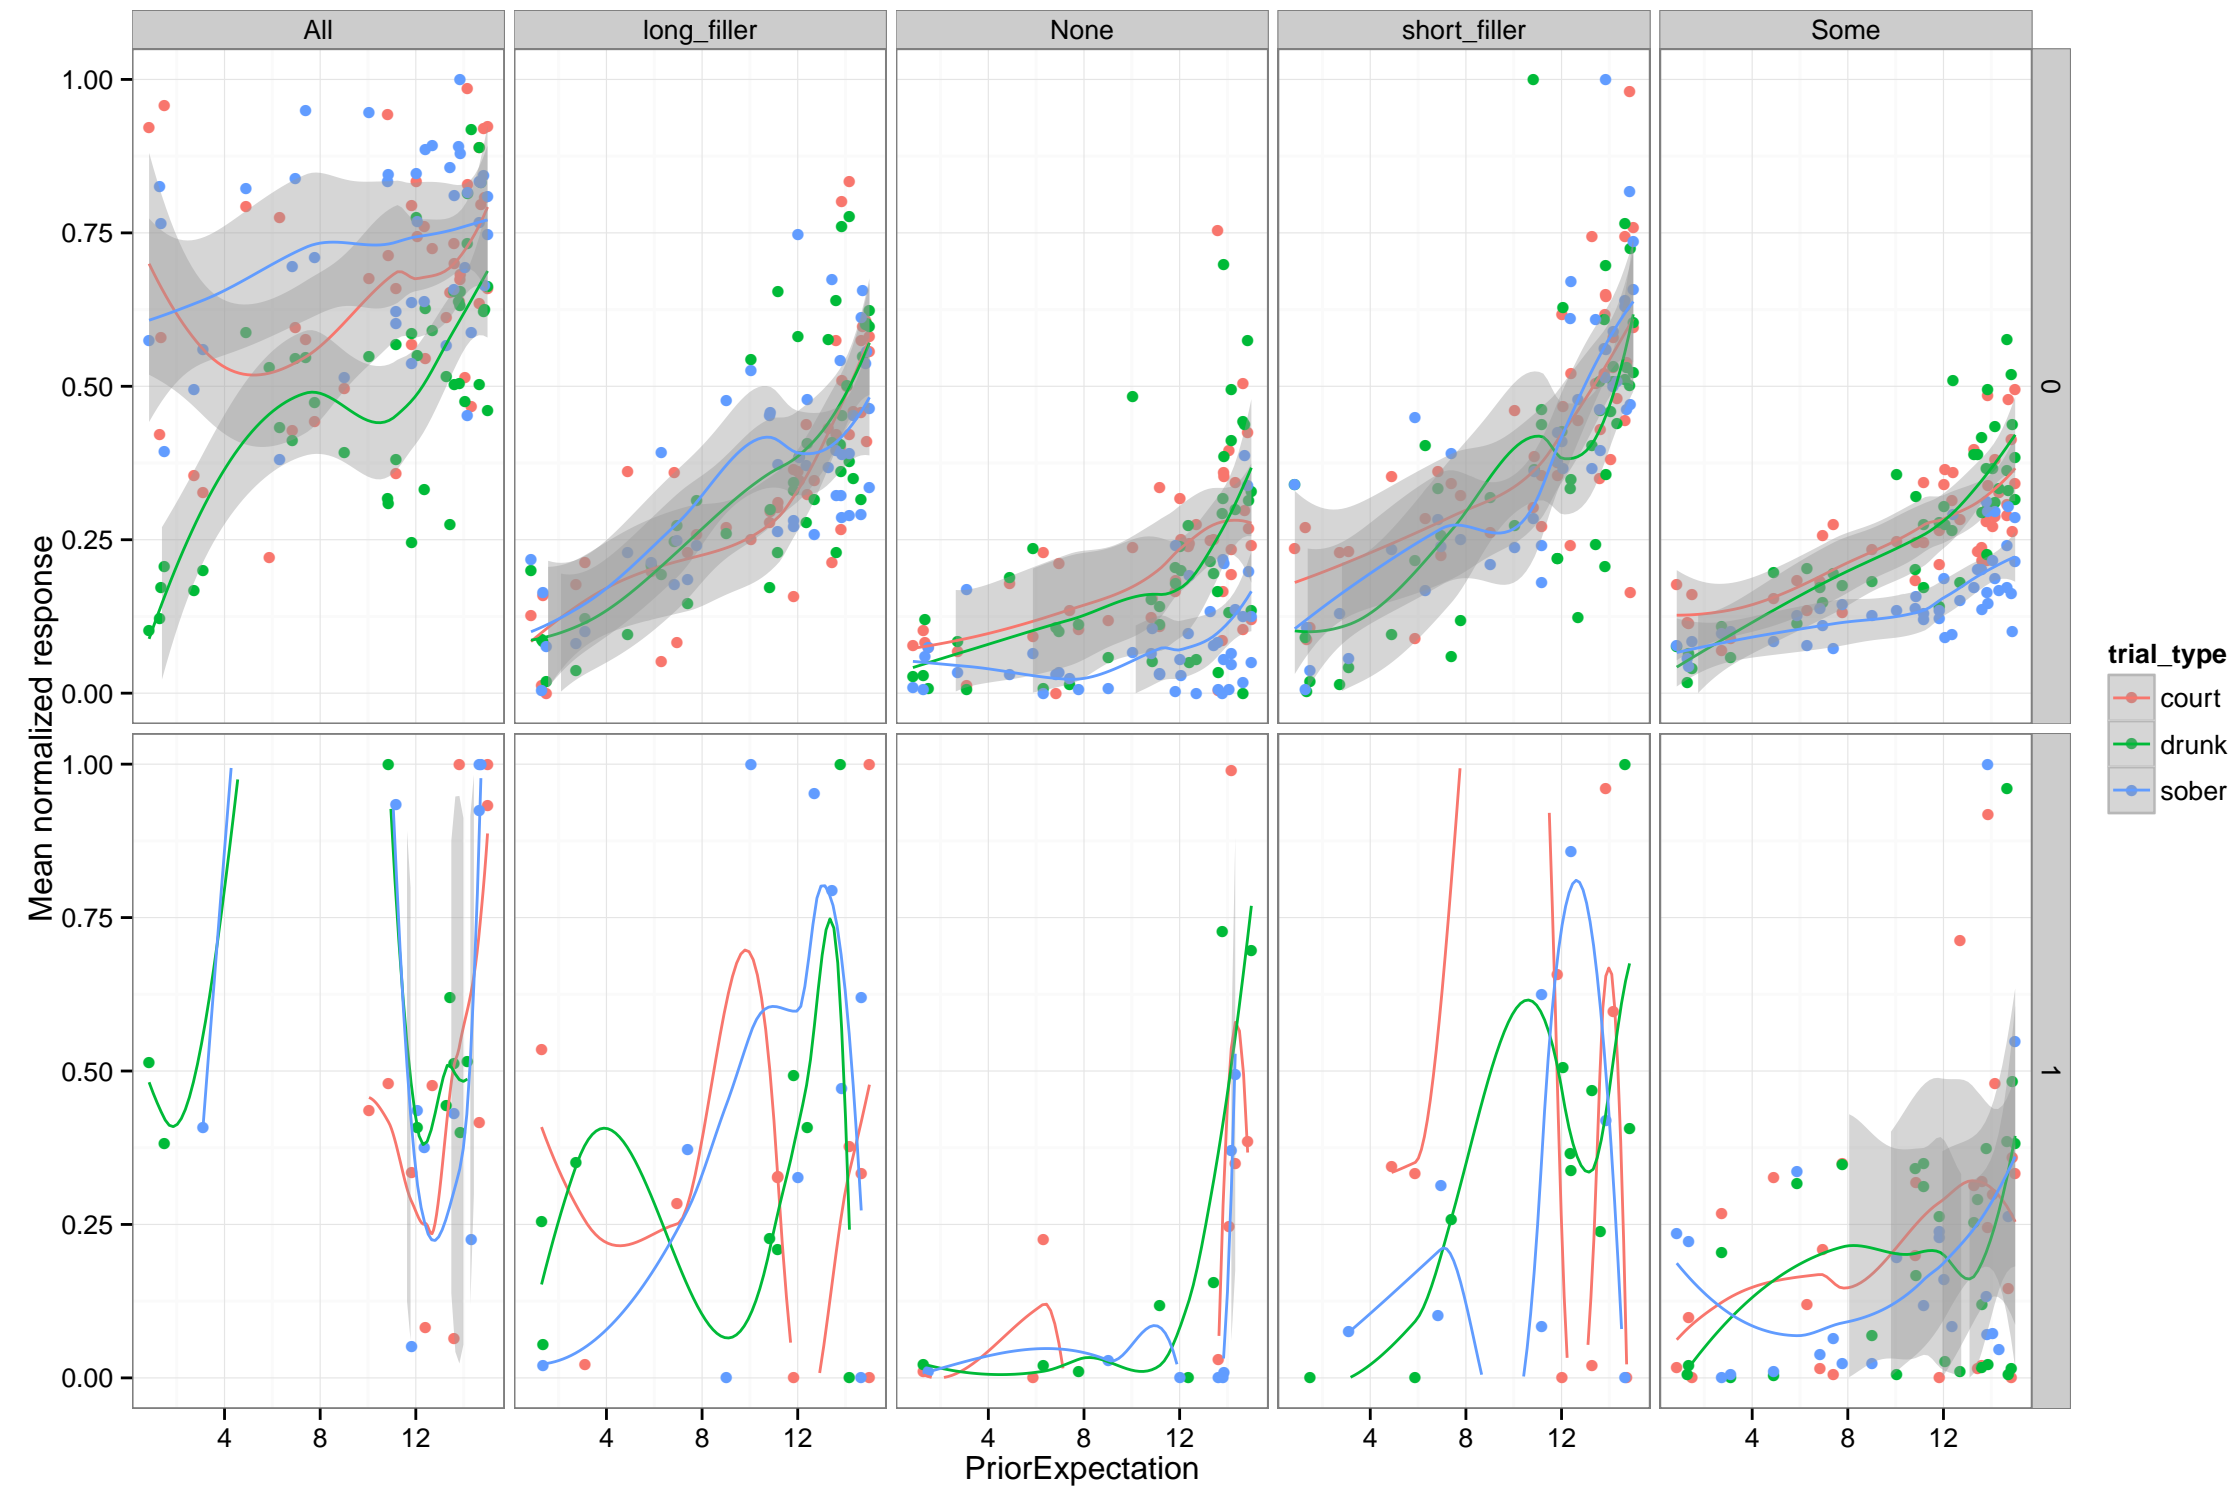 All long_filler None short_filler Some
1.00
0.75
0.50
0.25
0.00
0
1.00
0.75
0.50
0.25
0.00
1
Mean normalized response
4 8 12 4 8 12 4 8 12 4 8 12 4 8 12
PriorExpectation
trial_type
court
drunk
sober